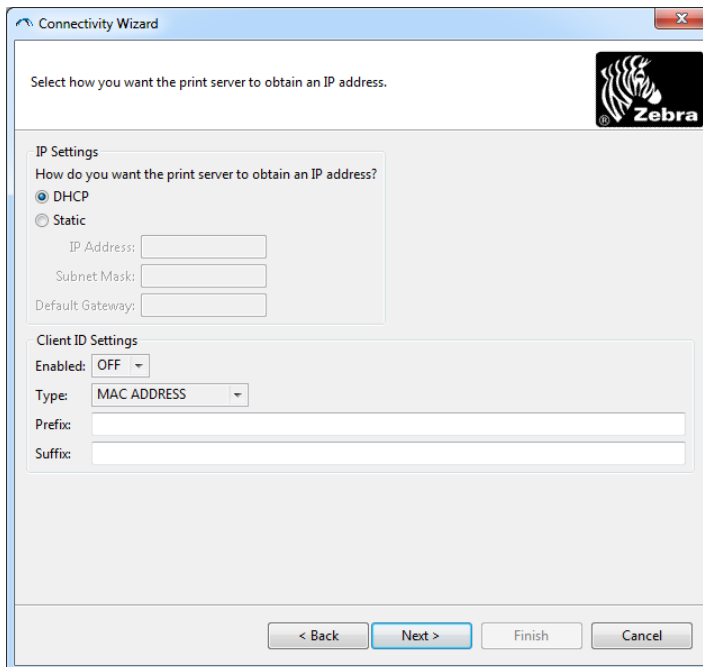 Connectivity Wizard
Select how you want the print server to obtain an IP address.
® Zebra
IP Settings
How do you want the print server to obtain an IP address?
DHCP
Static
IP Address:
Subnet Mask:
Default Gateway:
Client ID Settings
Enabled: OFF
Type: MAC ADDRESS
Prefix:
Suffix:
< Back Next > Finish Cancel